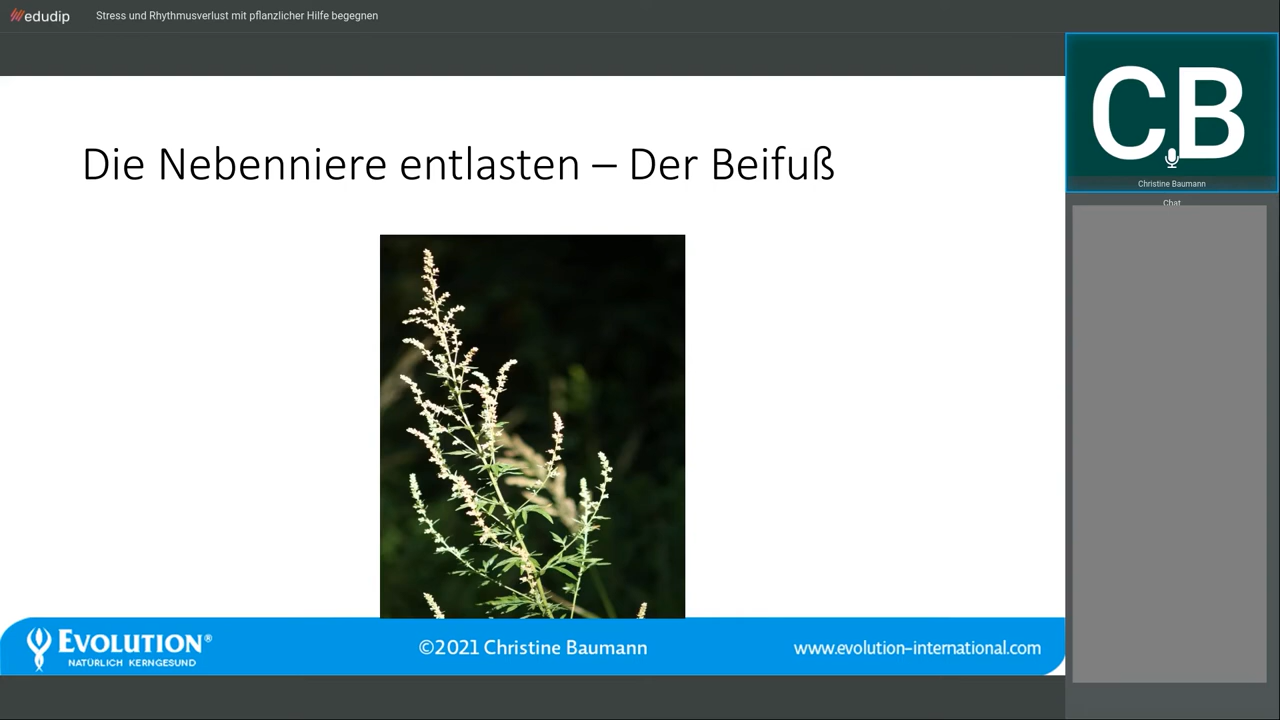 edudip
Stress und Rhythmusverlust mit pflanzlicher Hilfe begegnen
CB
Christine Baumann
Chat
Die Nebenniere entlasten – Der Beifuß
EVOLUTION®
NATÜRLICH KERNGESUND
©2021 Christine Baumann
www.evolution-international.com